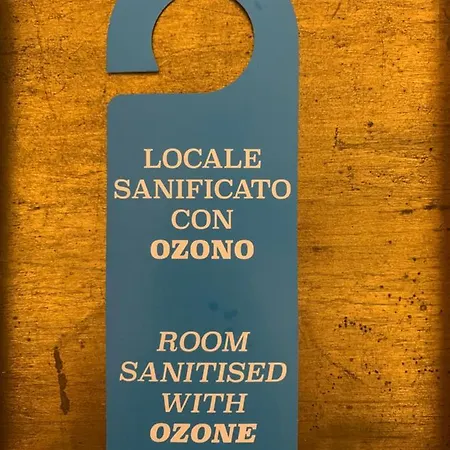 LOCALE
SANIFICATO
CON
OZONO
ROOM
SANITISED
WITH
OZONE